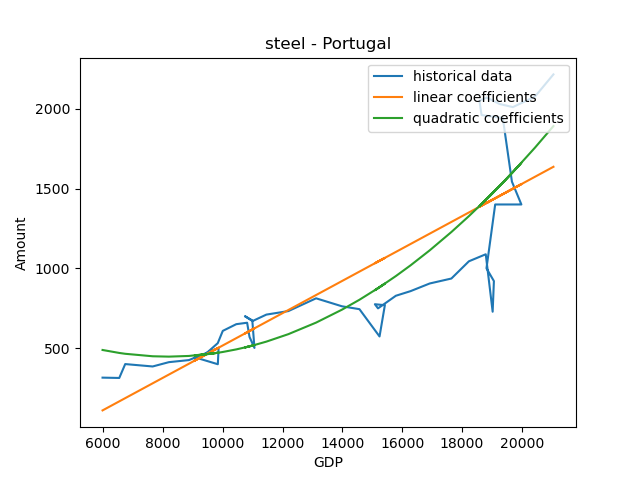 steel - Portugal
historical data
linear coefficients
quadratic coefficients
2000
1500
1000
500
Amount
6000 8000 10000 12000 14000 16000 18000 20000
GDP